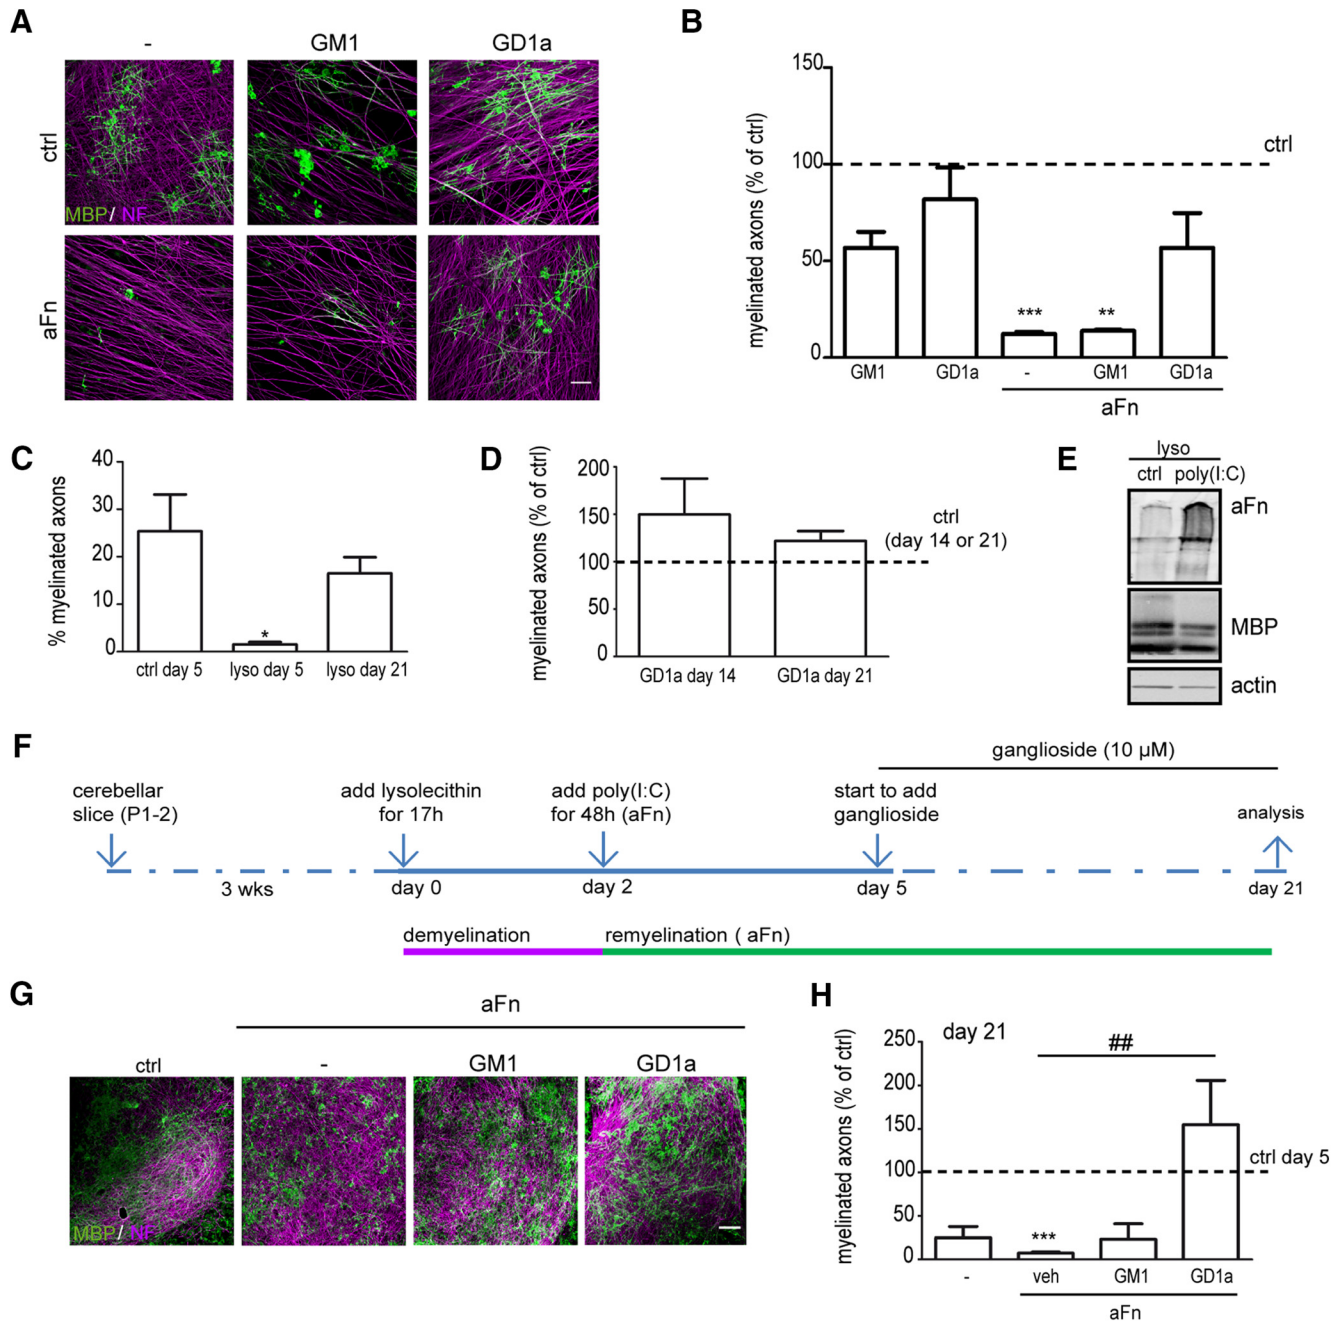 A
-
GM1
GD1a
ctrl
MBP/ NF
aFn
B
myelinated axons (% of ctrl)
150
100
50
0
ctrl
***
**
GM1
GD1a
-
GM1
GD1a
aFn
C
% myelinated axons
40
30
20
10
0
*
ctrl day 5
lyso day 5
lyso day 21
D
myelinated axons (% of ctrl)
200
150
100
50
0
ctrl
(day 14 or 21)
GD1a day 14
GD1a day 21
E
lyso
ctrl poly(I:C)
aFn
MBP
actin
F
ganglioside (10 µM)
cerebellar
slice (P1-2)
add lysolecithin
for 17h
add poly(I:C)
for 48h (aFn)
start to add
ganglioside
analysis
3 wks
day 0
day 2
day 5
day 21
demyelination
remyelination ( aFn)
G
aFn
ctrl
-
GM1
GD1a
MBP/ NF
H
myelinated axons (% of ctrl)
250
200
150
100
50
0
day 21
##
ctrl day 5
***
-
veh
GM1
GD1a
aFn